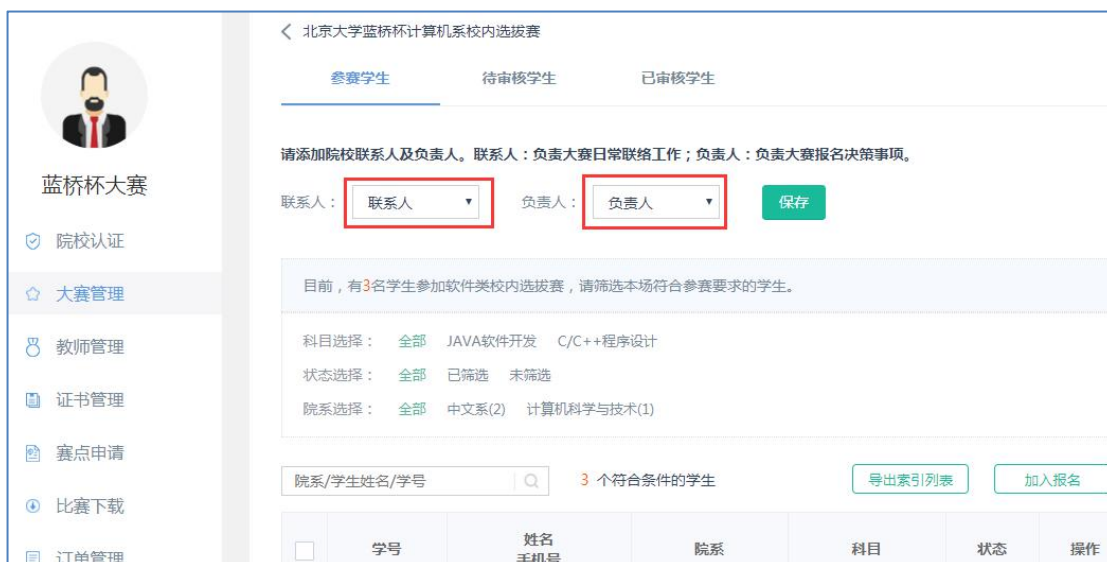 北京大学蓝桥杯计算机系校内选拔赛
参赛学生 待审核学生 已审核学生
请添加院校联系人及负责人。联系人：负责大赛日常联络工作；负责人：负责大赛报名决策事项。
联系人： 联系人 负责人： 负责人 保存
蓝桥杯大赛
院校认证
大赛管理
教师管理
证书管理
赛点申请
比赛下载
订单管理
目前，有3名学生参加软件类校内选拔赛，请筛选本场符合参赛要求的学生。
科目选择： 全部 JAVA软件开发 C/C++程序设计
状态选择： 全部 已筛选 未筛选
院系选择： 全部 中文系(2) 计算机科学与技术(1)
院系/学生姓名/学号 3 个符合条件的学生 导出索引列表 加入报名
学号 姓名 院系 科目 状态 操作
手机号